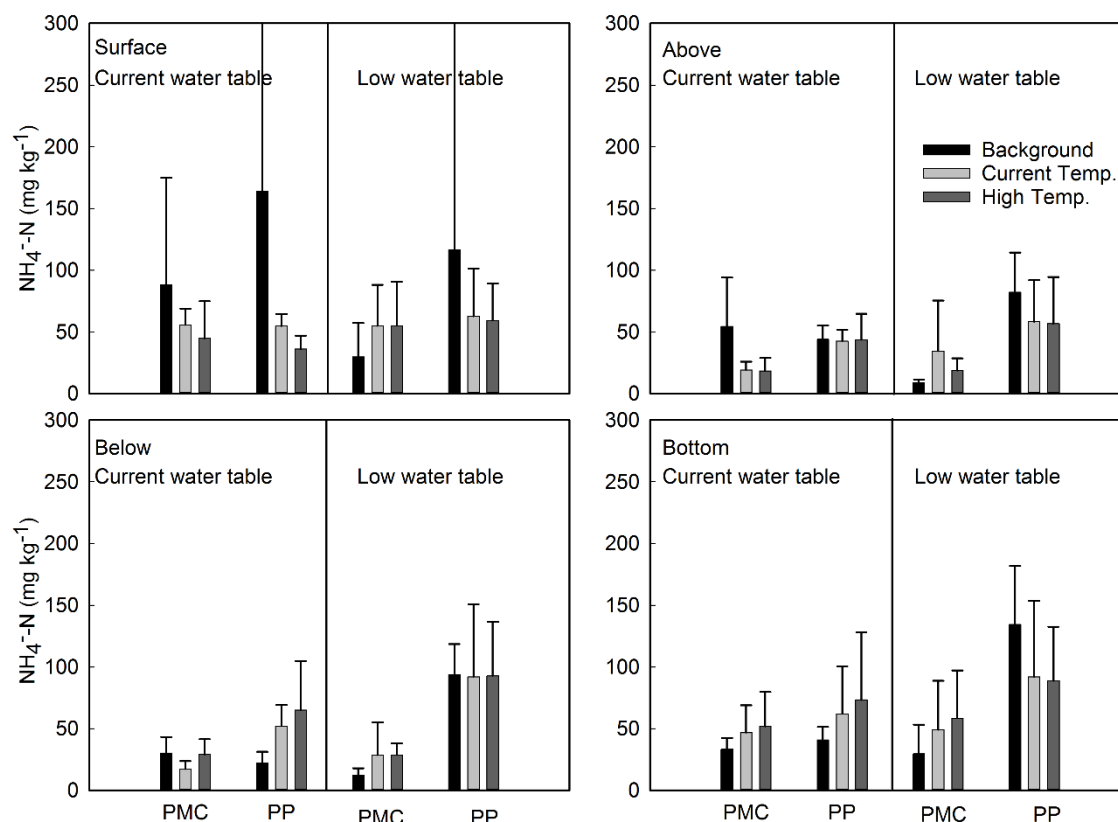 300
250
200
150
100
50
0
NH4⁻-N (mg kg⁻¹)
Surface
Current water table
Low water table
300
250
200
150
100
50
0
Above
Current water table
Low water table
Background
Current Temp.
High Temp.
300
250
200
150
100
50
0
NH4⁻-N (mg kg⁻¹)
Below
Current water table
Low water table
PMC PP PMC PP
300
250
200
150
100
50
0
Bottom
Current water table
Low water table
PMC PP PMC PP